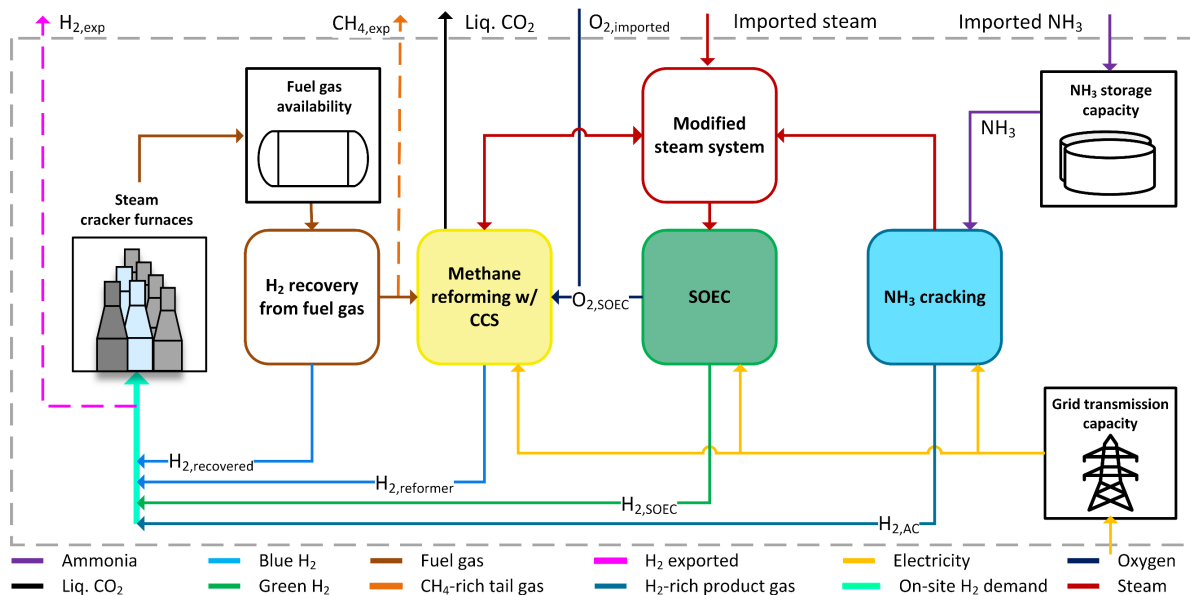 H₂,exp
CH₄,exp
Liq. CO₂
O₂,imported
Imported steam
Imported NH₃
Fuel gas
availability
Modified
steam system
NH₃ storage
capacity
NH₃
Steam
cracker furnaces
H₂ recovery
from fuel gas
Methane
reforming w/
CCS
O₂,SOEC
SOEC
NH₃ cracking
Grid transmission
capacity
H₂,recovered
H₂,reformer
H₂,SOEC
H₂,AC
Ammonia
Blue H₂
Fuel gas
H₂ exported
Electricity
Oxygen
Liq. CO₂
Green H₂
CH₄-rich tail gas
H₂-rich product gas
On-site H₂ demand
Steam